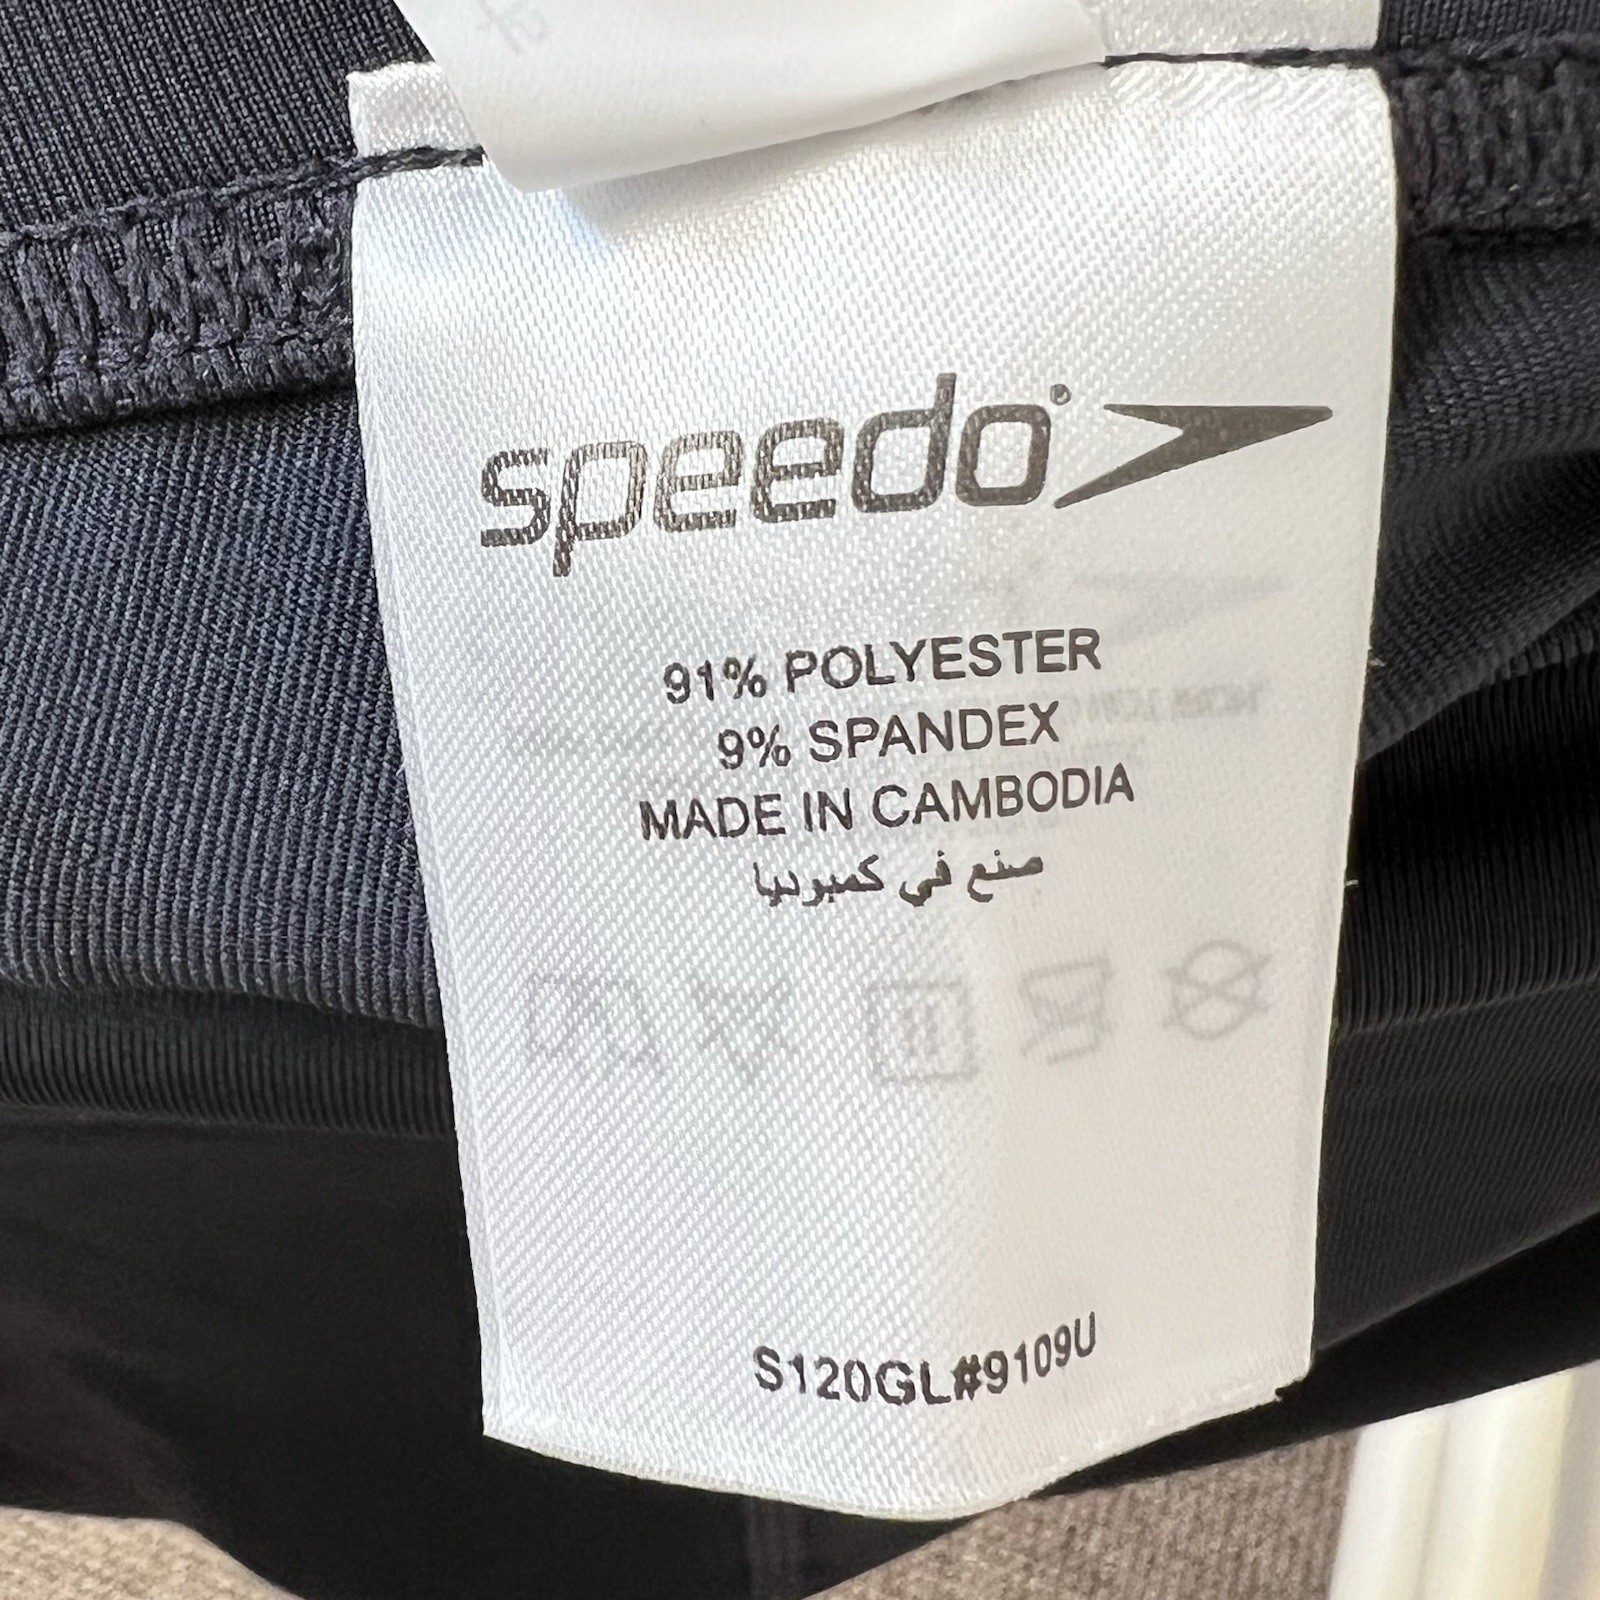 speedo
91% POLYESTER
9% SPANDEX
MADE IN CAMBODIA
صنع في كمبوديا
S120GL#9109U